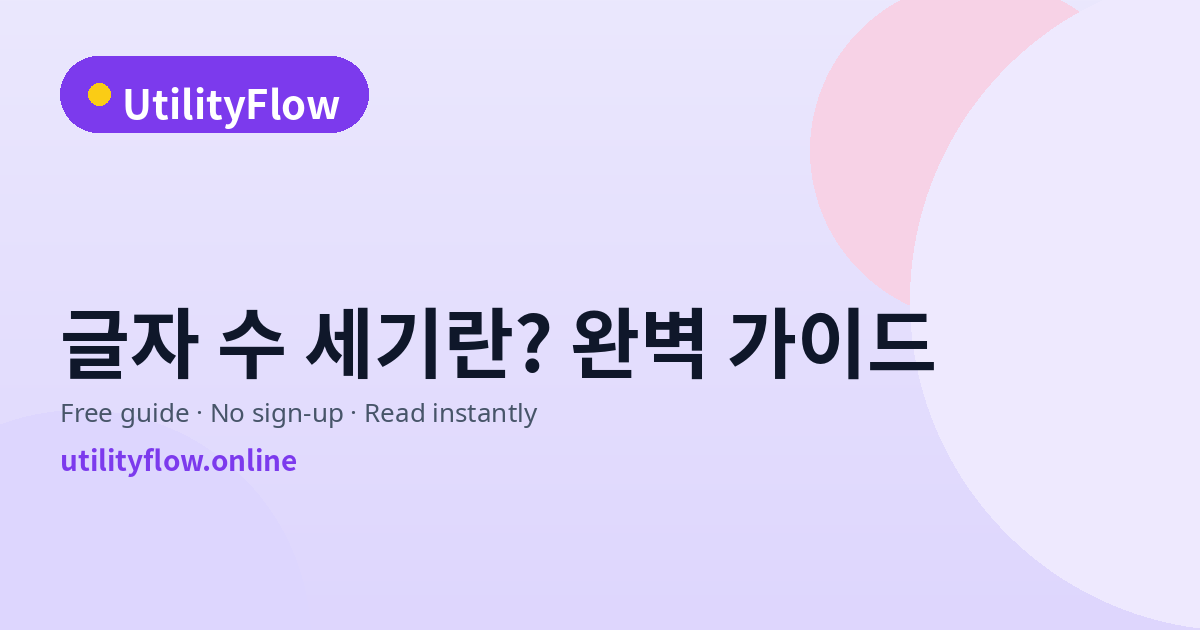 UtilityFlow
글자 수 세기란? 완벽 가이드
Free guide · No sign-up · Read instantly
utilityflow.online